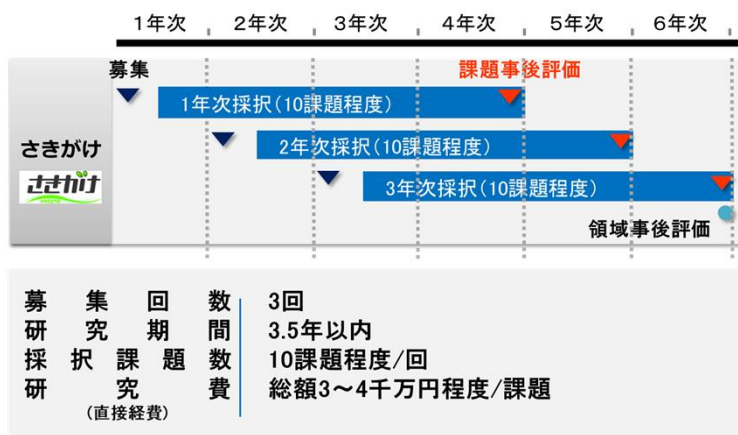 1年次 2年次 3年次 4年次 5年次 6年次
募集 課題事後評価
1年次採択(10課題程度)
さきがけ
2年次採択(10課題程度)
さきがけ
3年次採択(10課題程度)
領域事後評価
募集回数 3回
研究期間 3.5年以内
採択課題数 10課題程度/回
研究費 総額3～4千万円程度/課題
(直接経費)